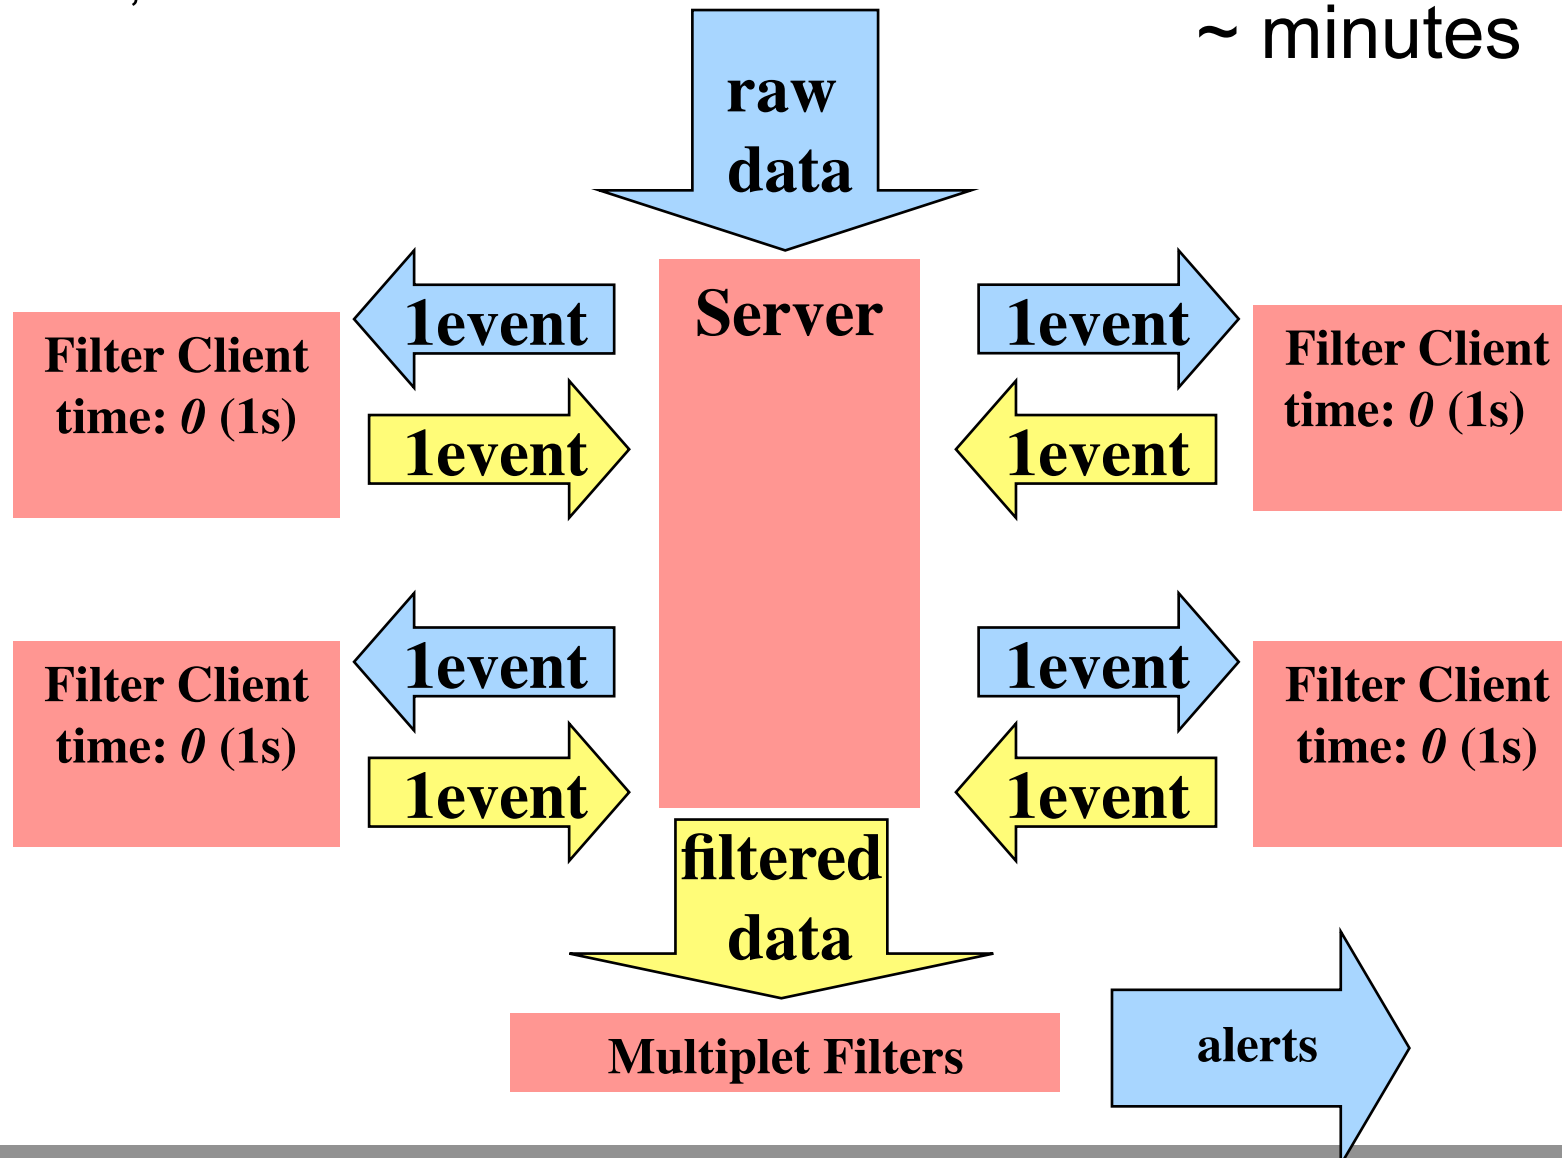 ~ minutes
raw
data
Server
1event
1event
Filter Client
time: 0 (1s)
Filter Client
time: 0 (1s)
1event
1event
1event
1event
Filter Client
time: 0 (1s)
Filter Client
time: 0 (1s)
1event
1event
filtered
data
Multiplet Filters
alerts